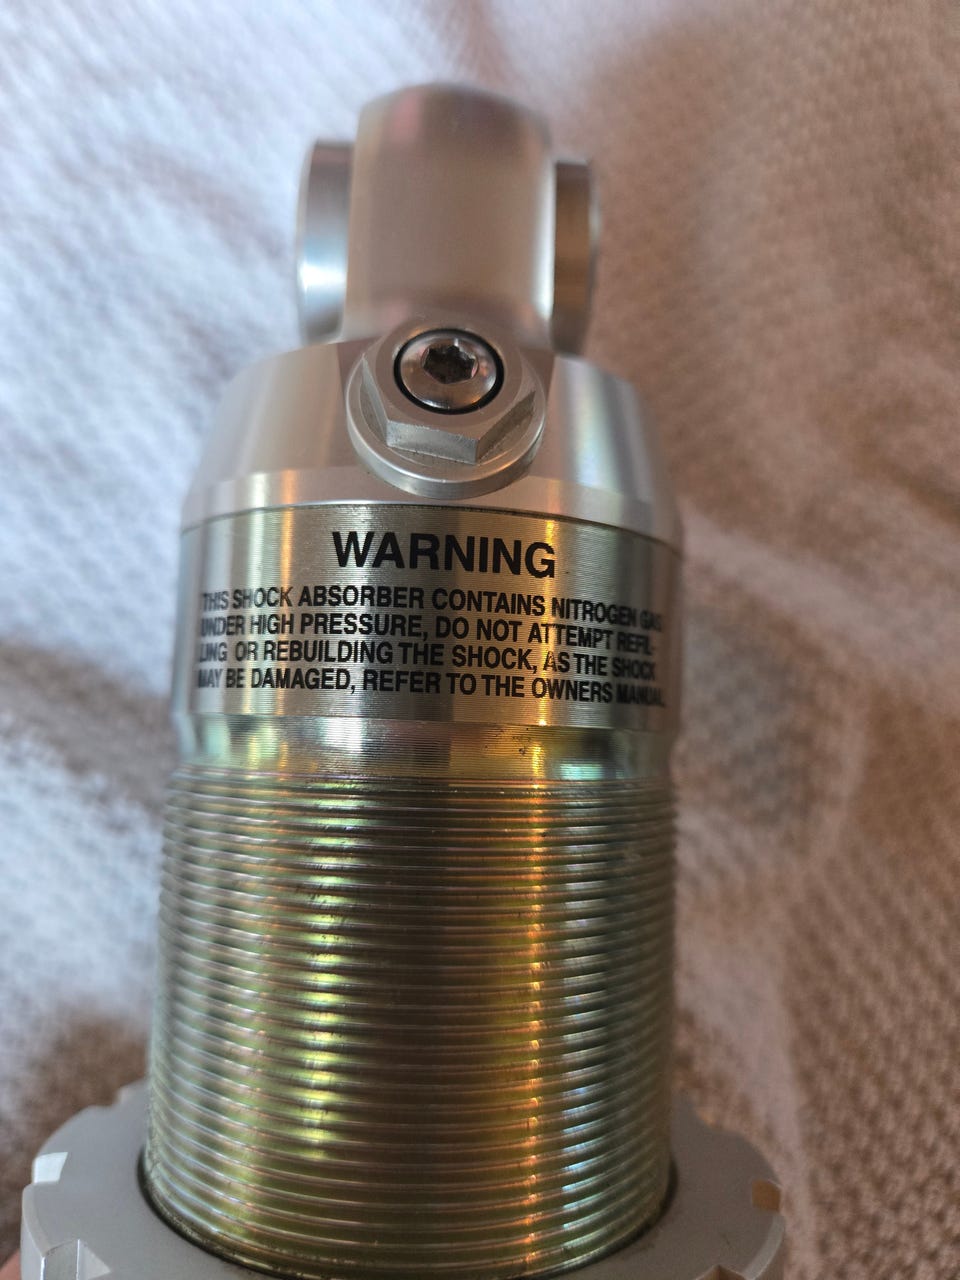 WARNING
THIS SHOCK ABSORBER CONTAINS NITROGEN GAS
UNDER HIGH PRESSURE, DO NOT ATTEMPT REFIL-
LING OR REBUILDING THE SHOCK, AS THE SHOCK
MAY BE DAMAGED, REFER TO THE OWNERS MANUAL.